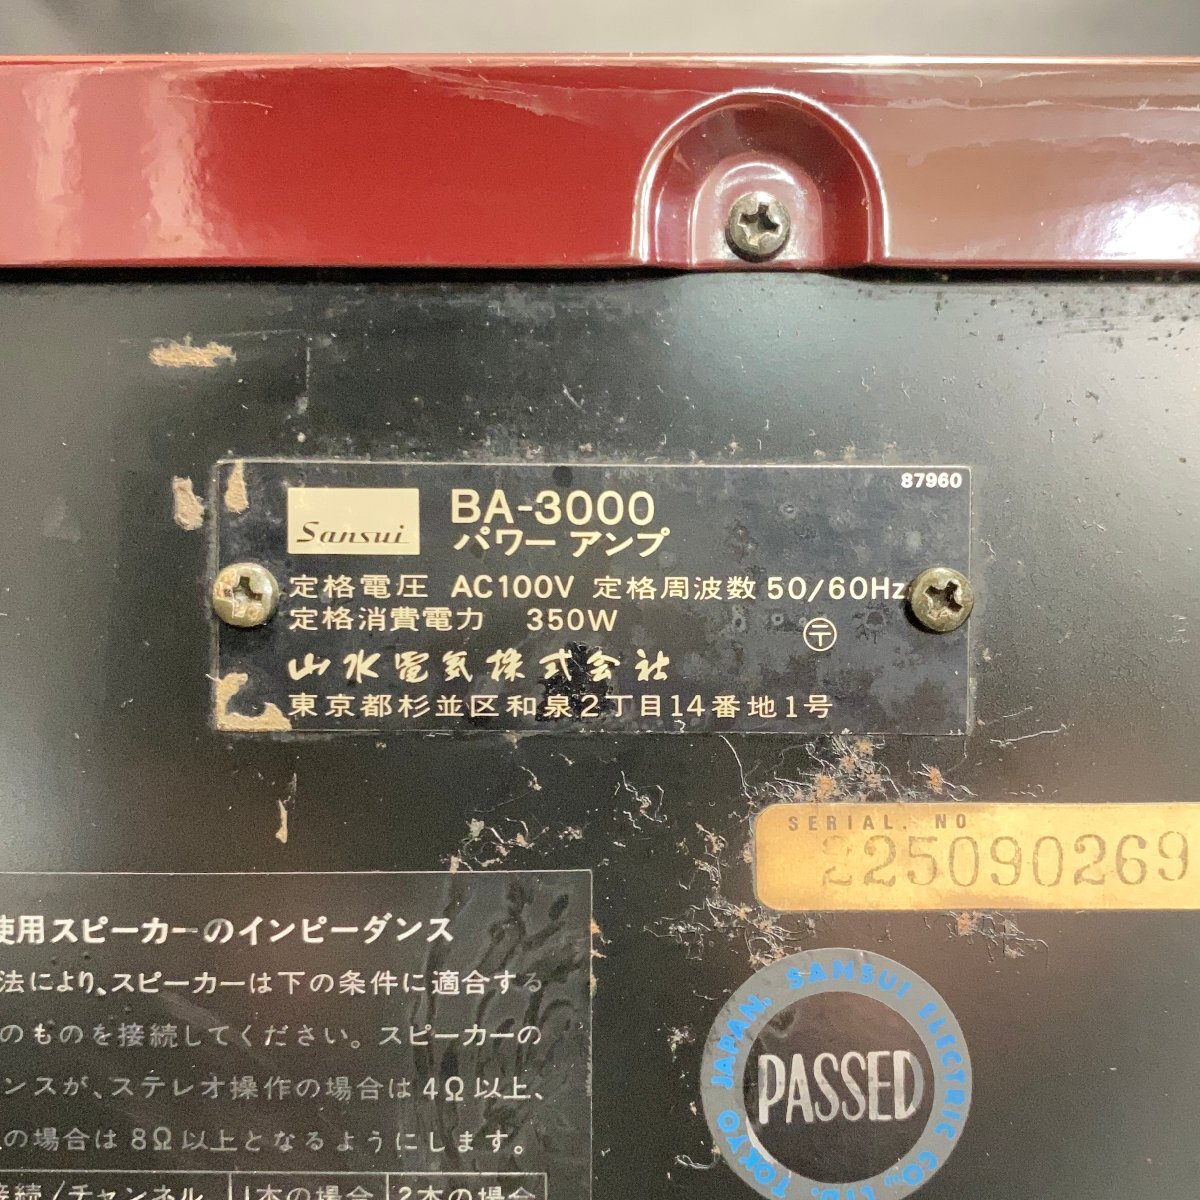 87960
Sansui
BA-3000
パワー アンプ
定格電圧 AC100V 定格周波数 50/60Hz
定格消費電力 350W
〒
山水電気株式会社
東京都杉並区和泉2丁目14番地1号
SERIAL. NO
225090269
使用スピーカーのインピーダンス
法により、スピーカーは下の条件に適合する
のものを接続してください。スピーカーの
ンスが、ステレオ操作の場合は4Ω以上、
の場合は8Ω以上となるようにします。
接続/チャンネル 1本の場合 2本の場合
SANSUI ELECTRIC CO., LTD. TOKYO JAPAN.
PASSED